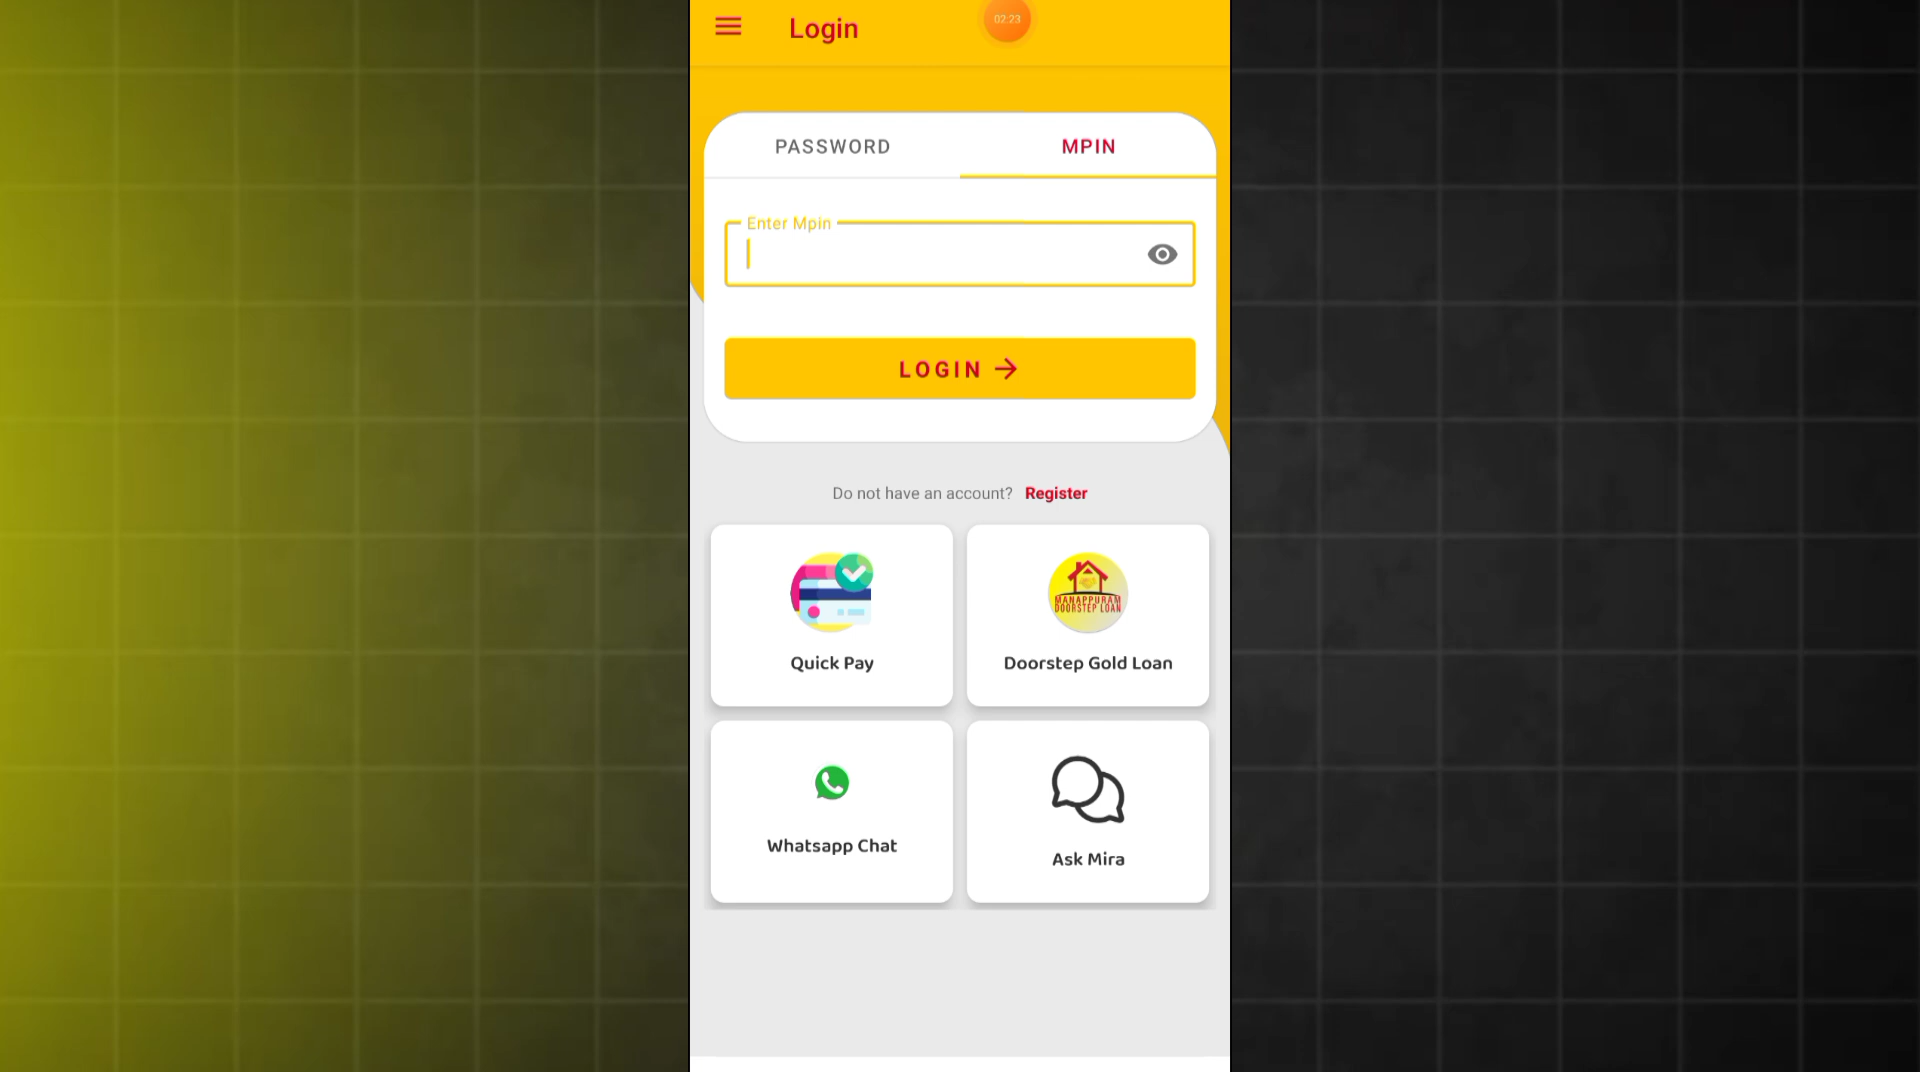 Login
02:23
PASSWORD
MPIN
Enter Mpin
LOGIN
Do not have an account? Register
MANAPPURAM
DOORSTEP LOAN
Quick Pay
Doorstep Gold Loan
Whatsapp Chat
Ask Mira